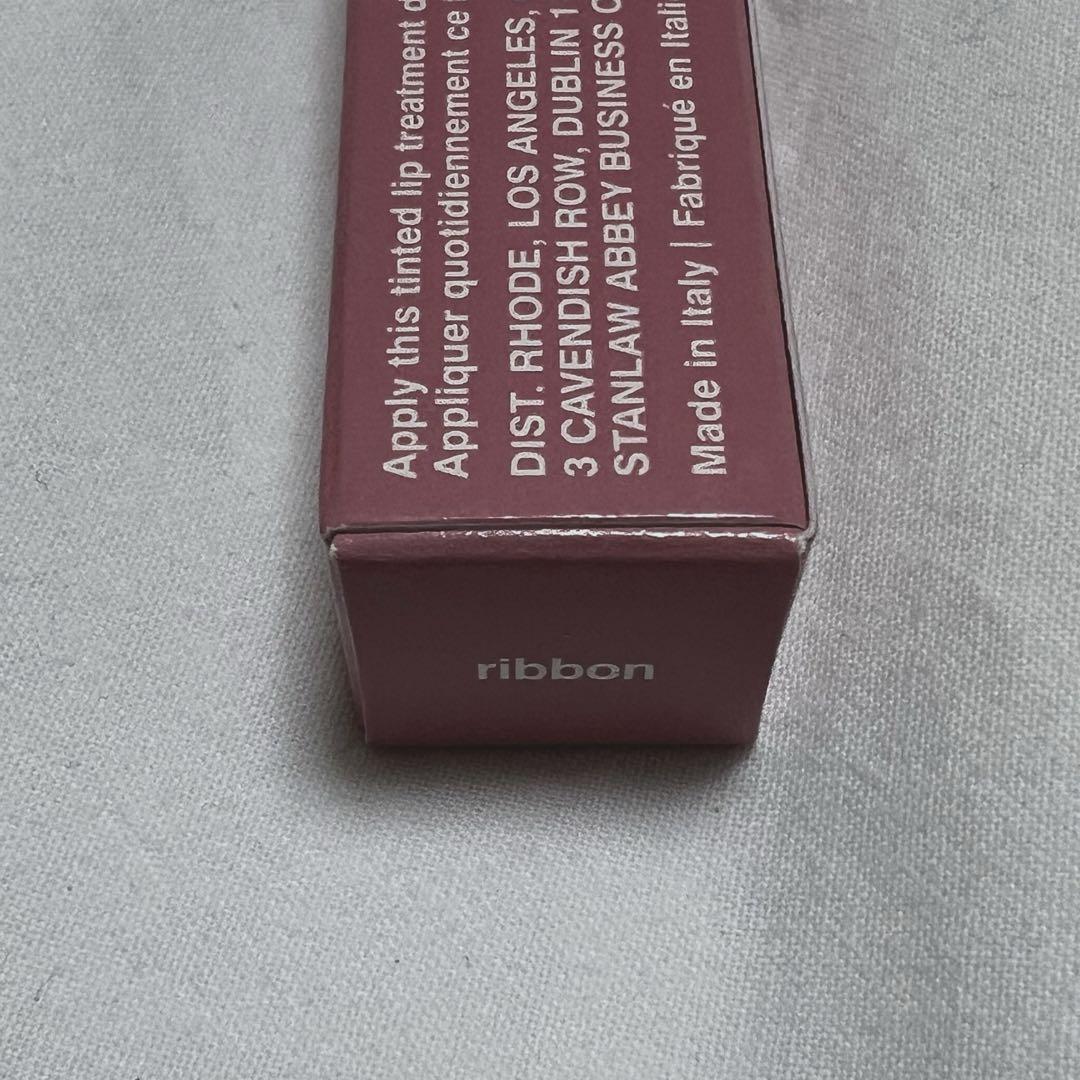 Apply this tinted lip treatment
Appliquer quotidiennement ce
DIST. RHODE, LOS ANGELES,
3 CAVENDISH ROW, DUBLIN 1
STANLAW ABBEY BUSINESS
Made in Italy | Fabriqué en Itali
ribbon